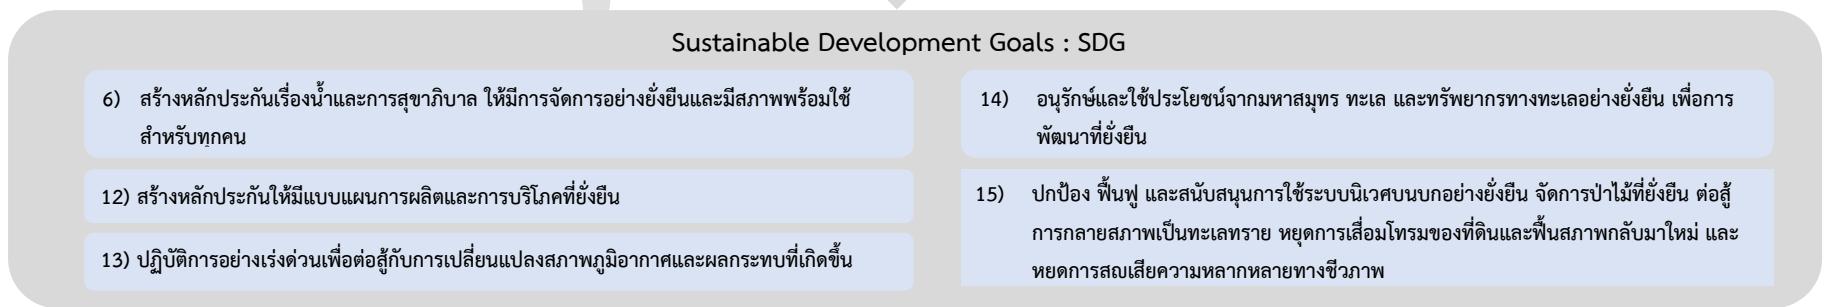 Sustainable Development Goals : SDG
6) สร้างหลักประกันเรื่องน้ำและการสุขาภิบาล ให้มีการจัดการอย่างยั่งยืนและมีสภาพพร้อมใช้
สำหรับทุกคน
12) สร้างหลักประกันให้มีแบบแผนการผลิตและการบริโภคที่ยั่งยืน
13) ปฏิบัติการอย่างเร่งด่วนเพื่อต่อสู้กับการเปลี่ยนแปลงสภาพภูมิอากาศและผลกระทบที่เกิดขึ้น
14) อนุรักษ์และใช้ประโยชน์จากมหาสมุทร ทะเล และทรัพยากรทางทะเลอย่างยั่งยืน เพื่อการ
พัฒนาที่ยั่งยืน
15) ปกป้อง ฟื้นฟู และสนับสนุนการใช้ระบบนิเวศบนบกอย่างยั่งยืน จัดการป่าไม้ที่ยั่งยืน ต่อสู้
การกลายสภาพเป็นทะเลทราย หยุดการเสื่อมโทรมของที่ดินและฟื้นสภาพกลับมาใหม่ และ
หยุดการสูญเสียความหลากหลายทางชีวภาพ